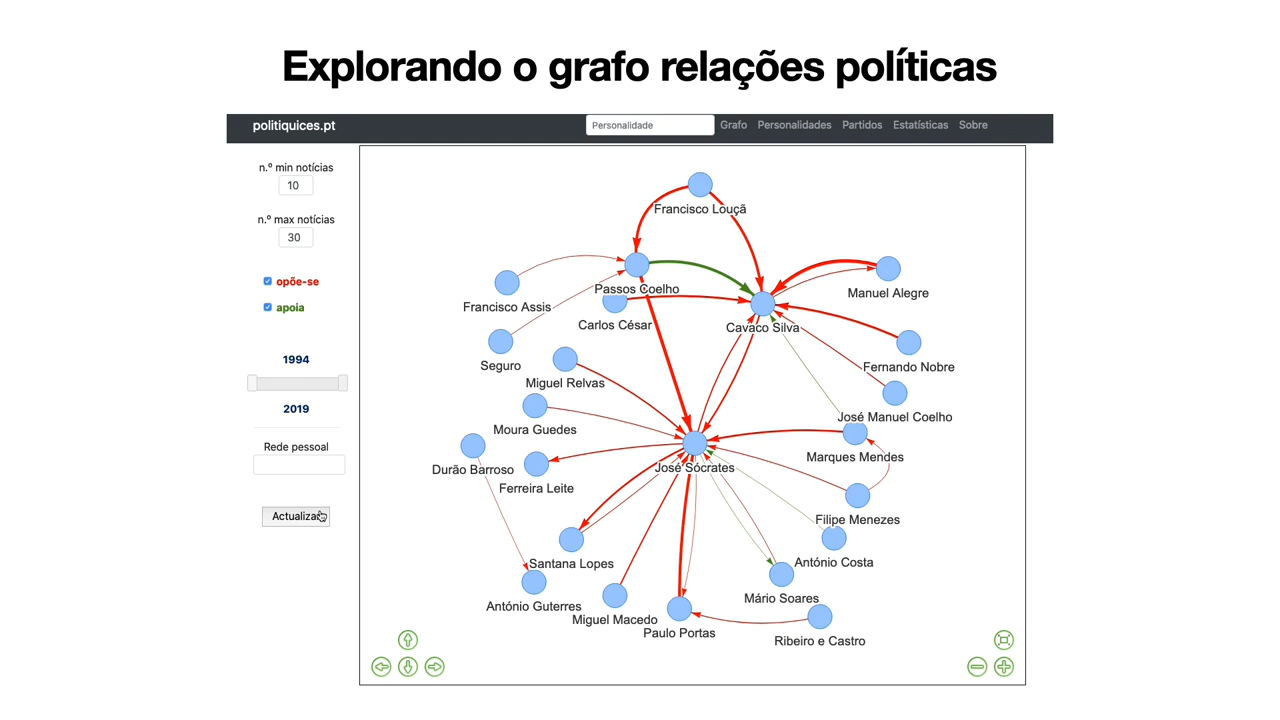 Explorando o grafo relações políticas
politiquices.pt
Personalidade
Grafo
Personalidades
Partidos
Estatísticas
Sobre
n.º min notícias
10
n.º max notícias
30
opõe-se
apoia
1994
2019
Rede pessoal
Actualizar
Francisco Louçã
Passos Coelho
Francisco Assis
Carlos César
Manuel Alegre
Cavaco Silva
Seguro
Fernando Nobre
Miguel Relvas
José Manuel Coelho
Moura Guedes
Marques Mendes
Durão Barroso
José Sócrates
Ferreira Leite
Filipe Menezes
Santana Lopes
António Costa
António Guterres
Mário Soares
Miguel Macedo
Paulo Portas
Ribeiro e Castro